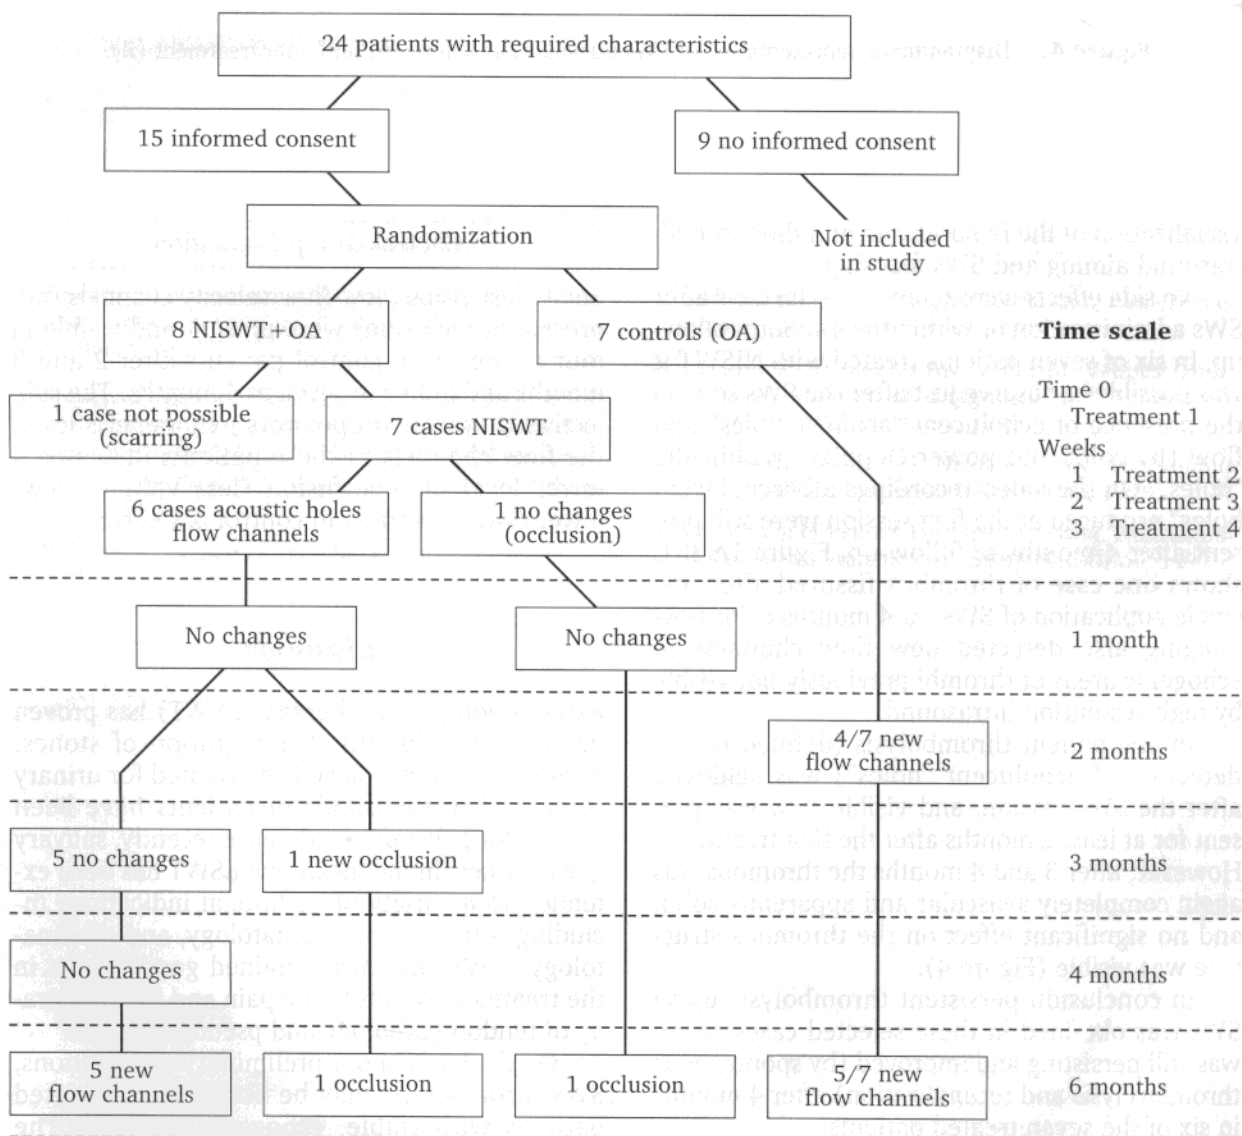 24 patients with required characteristics
15 informed consent
9 no informed consent
Randomization
Not included
in study
8 NISWT+OA
7 controls (OA)
Time scale
Time 0
Treatment 1
Weeks
1 Treatment 2
2 Treatment 3
3 Treatment 4
1 case not possible
(scarring)
7 cases NISWT
6 cases acoustic holes
flow channels
1 no changes
(occlusion)
No changes
No changes
1 month
4/7 new
flow channels
2 months
5 no changes
1 new occlusion
3 months
No changes
4 months
5 new
flow channels
1 occlusion
1 occlusion
5/7 new
flow channels
6 months